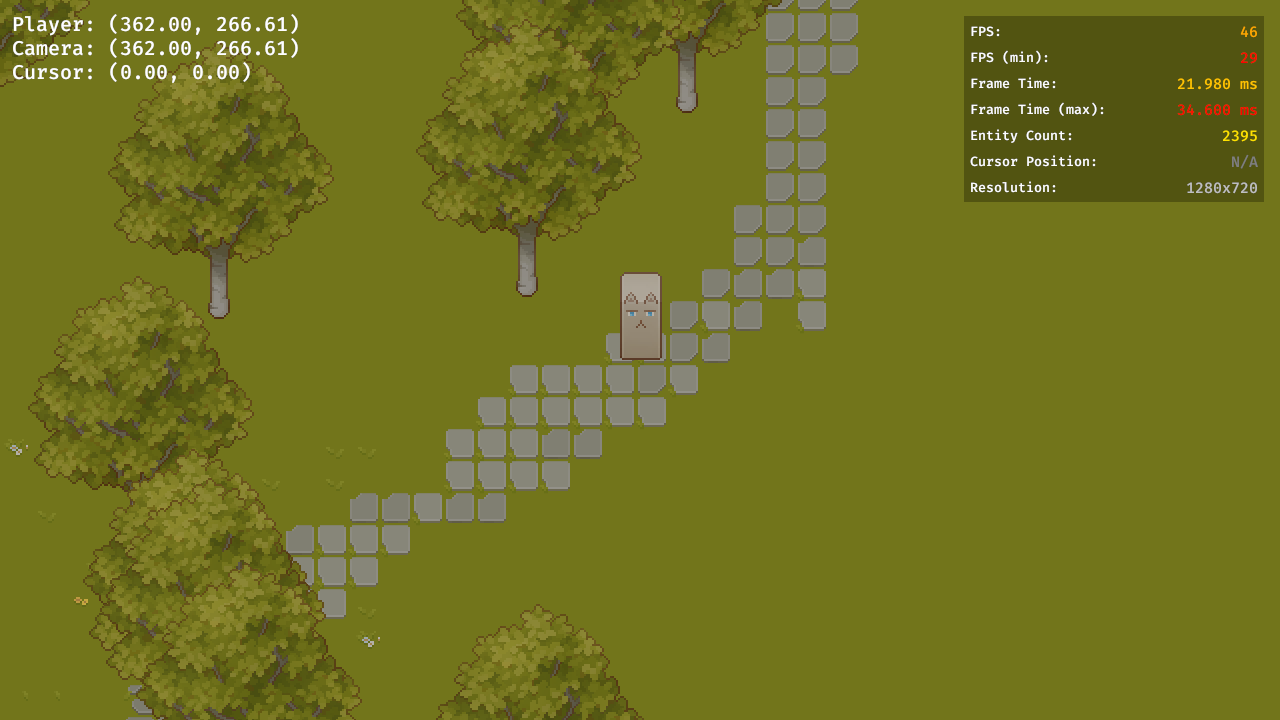 Player: (362.00, 266.61)
Camera: (362.00, 266.61)
Cursor: (0.00, 0.00)
FPS: 46
FPS (min): 29
Frame Time: 21.980 ms
Frame Time (max): 34.608 ms
Entity Count: 2395
Cursor Position: N/A
Resolution: 1280x720